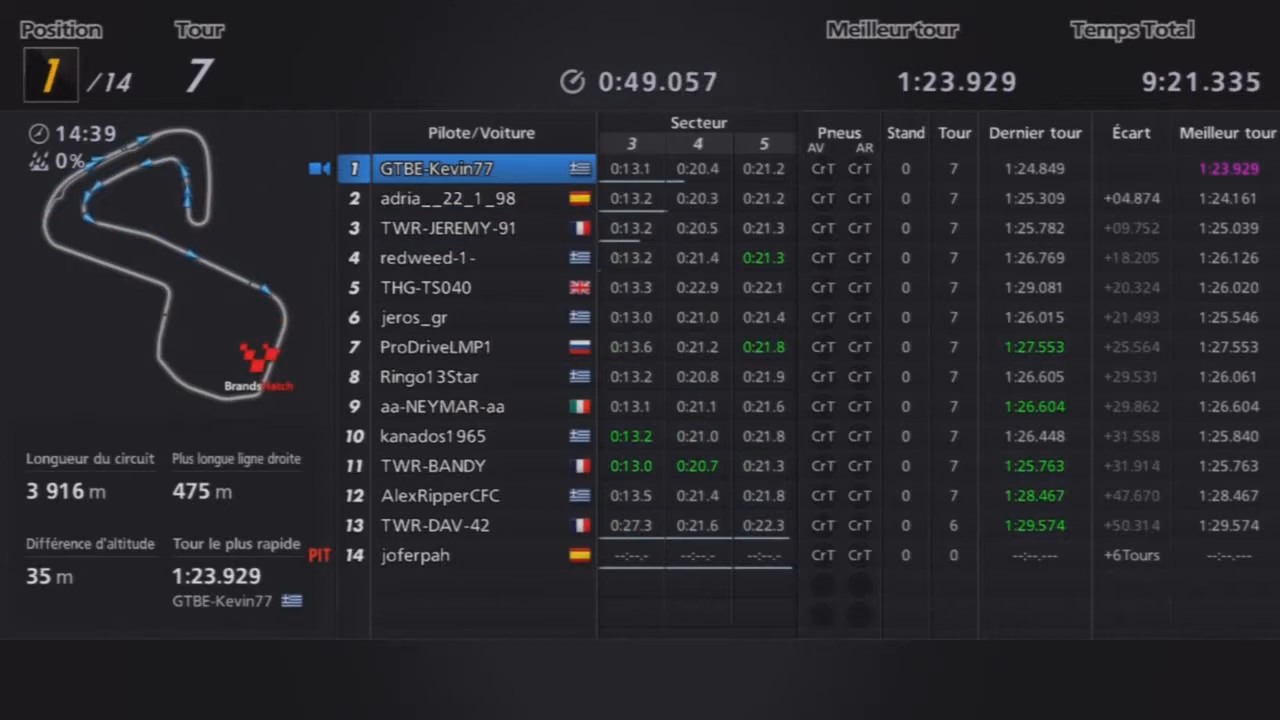 Position Tour Meilleur tour Temps Total
1 /14 7 0:49.057 1:23.929 9:21.335
14:39
0%
Brands Hatch
Longueur du circuit Plus longue ligne droite
3 916 m 475 m
Différence d'altitude Tour le plus rapide
35 m 1:23.929
GTBE-Kevin77
Pilote/Voiture Secteur Pneus Stand Tour Dernier tour Écart Meilleur tour
3 4 5 AV AR
1 GTBE-Kevin77 0:13.1 0:20.4 0:21.2 CrT CrT 0 7 1:24.849 1:23.929
2 adria__22_1_98 0:13.2 0:20.3 0:21.2 CrT CrT 0 7 1:25.309 +04.874 1:24.161
3 TWR-JEREMY-91 0:13.2 0:20.5 0:21.3 CrT CrT 0 7 1:25.782 +09.752 1:25.039
4 redweed-1- 0:13.2 0:21.4 0:21.3 CrT CrT 0 7 1:26.769 +18.205 1:26.126
5 THG-TS040 0:13.3 0:22.9 0:22.1 CrT CrT 0 7 1:29.081 +20.324 1:26.020
6 jeros_gr 0:13.0 0:21.0 0:21.4 CrT CrT 0 7 1:26.015 +21.493 1:25.546
7 ProDriveLMP1 0:13.6 0:21.2 0:21.8 CrT CrT 0 7 1:27.553 +25.564 1:27.553
8 Ringo13Star 0:13.2 0:20.8 0:21.9 CrT CrT 0 7 1:26.605 +29.531 1:26.061
9 aa-NEYMAR-aa 0:13.1 0:21.1 0:21.6 CrT CrT 0 7 1:26.604 +29.862 1:26.604
10 kanados1965 0:13.2 0:21.0 0:21.8 CrT CrT 0 7 1:26.448 +31.558 1:25.840
11 TWR-BANDY 0:13.0 0:20.7 0:21.3 CrT CrT 0 7 1:25.763 +31.914 1:25.763
12 AlexRipperCFC 0:13.5 0:21.4 0:21.8 CrT CrT 0 7 1:28.467 +47.670 1:28.467
13 TWR-DAV-42 0:27.3 0:21.6 0:22.3 CrT CrT 0 6 1:29.574 +50.314 1:29.574
PIT 14 joferpah --:--.- --:--.- --:--.- CrT CrT 0 0 --:--.--- +6Tours --:--.---